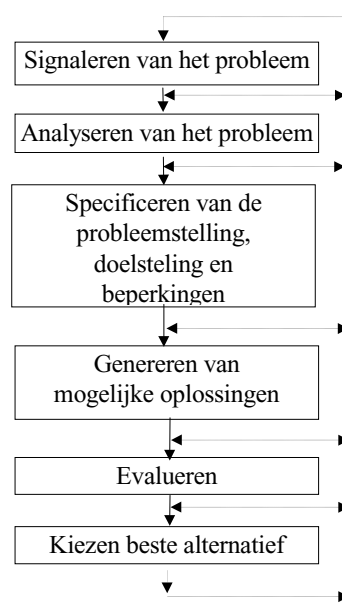 Signaleren van het probleem
Analyseren van het probleem
Specificeren van de
probleemstelling,
doelsteling en
beperkingen
Genereren van
mogelijke oplossingen
Evalueren
Kiezen beste alternatief